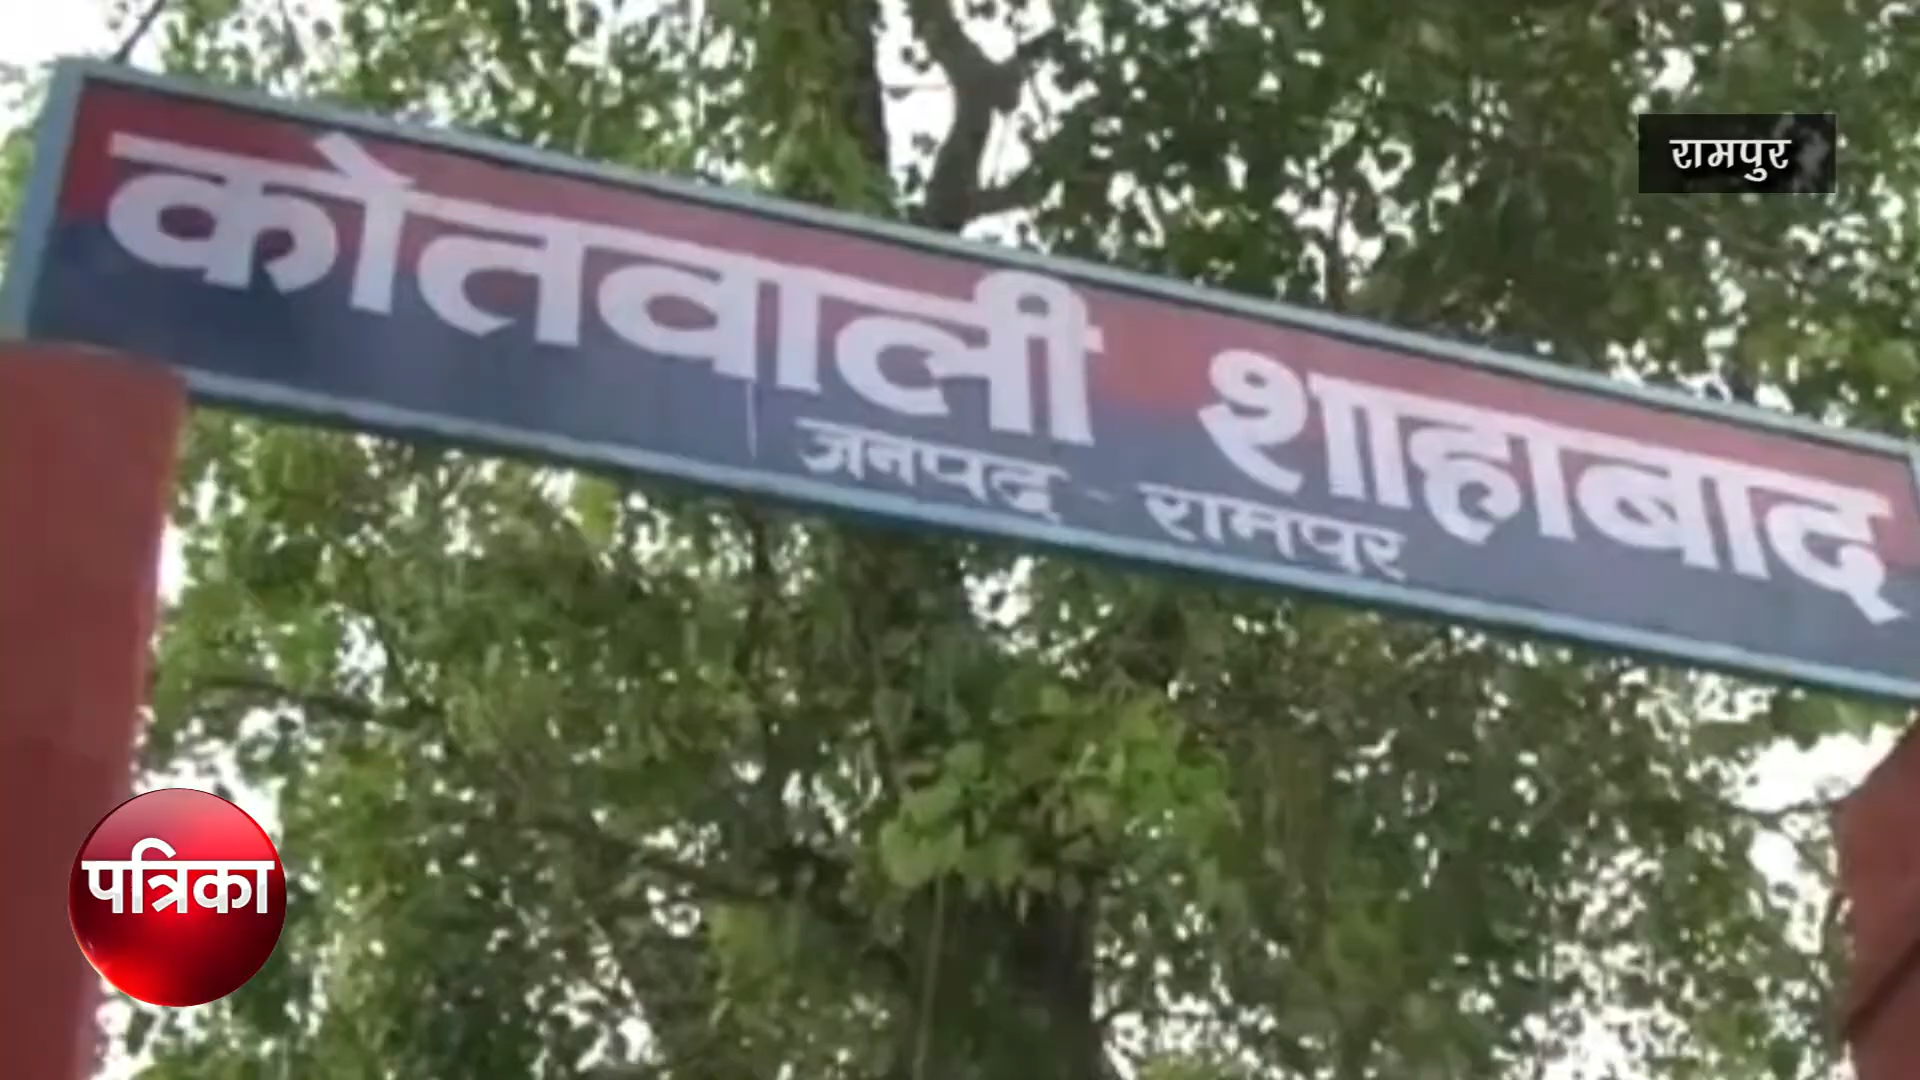 रामपुर
कोतवाली शाहाबाद
जनपद - रामपुर
पत्रिका